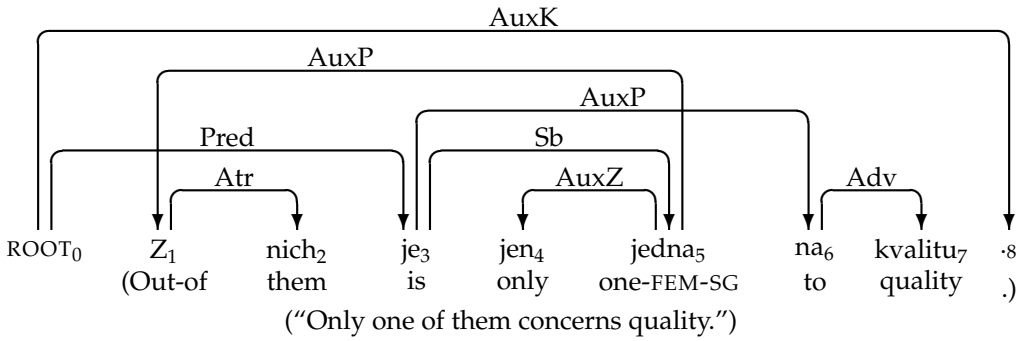 AuxK
AuxP
AuxP
Pred Sb
Atr AuxZ Adv
ROOT₀ Z₁ nich₂ je₃ jen₄ jedna₅ na₆ kvalitu₇ .₈
(Out-of them is only one-FEM-SG to quality .)
(“Only one of them concerns quality.”)